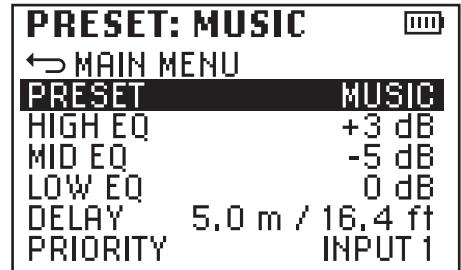 PRESET: MUSIC
MAIN MENU
PRESET MUSIC
HIGH EQ +3 dB
MID EQ -5 dB
LOW EQ 0 dB
DELAY 5.0 m / 16.4 ft
PRIORITY INPUT 1